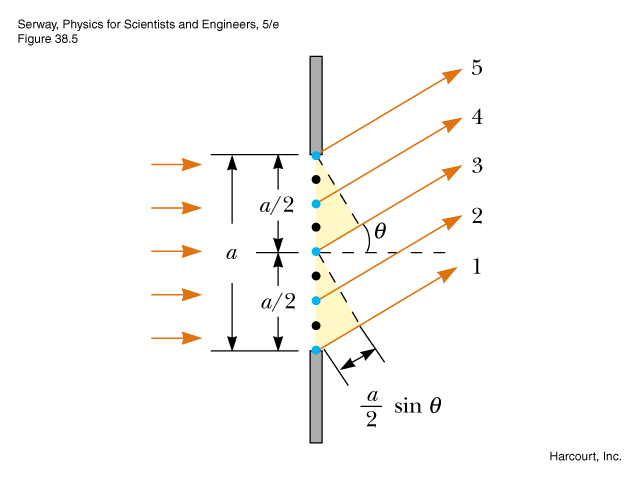 Serway, Physics for Scientists and Engineers, 5/e
Figure 38.5
5
4
3
a/2
θ
2
a
1
a/2
a
2
sin θ
Harcourt, Inc.